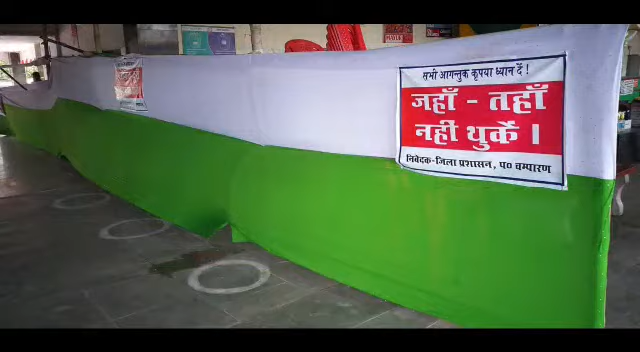 सभी आगन्तुक कृपया ध्यान दें !
जहाँ - तहाँ
नहीं थुकें ।
निवेदक-जिला प्रशासन, प० चम्पारण